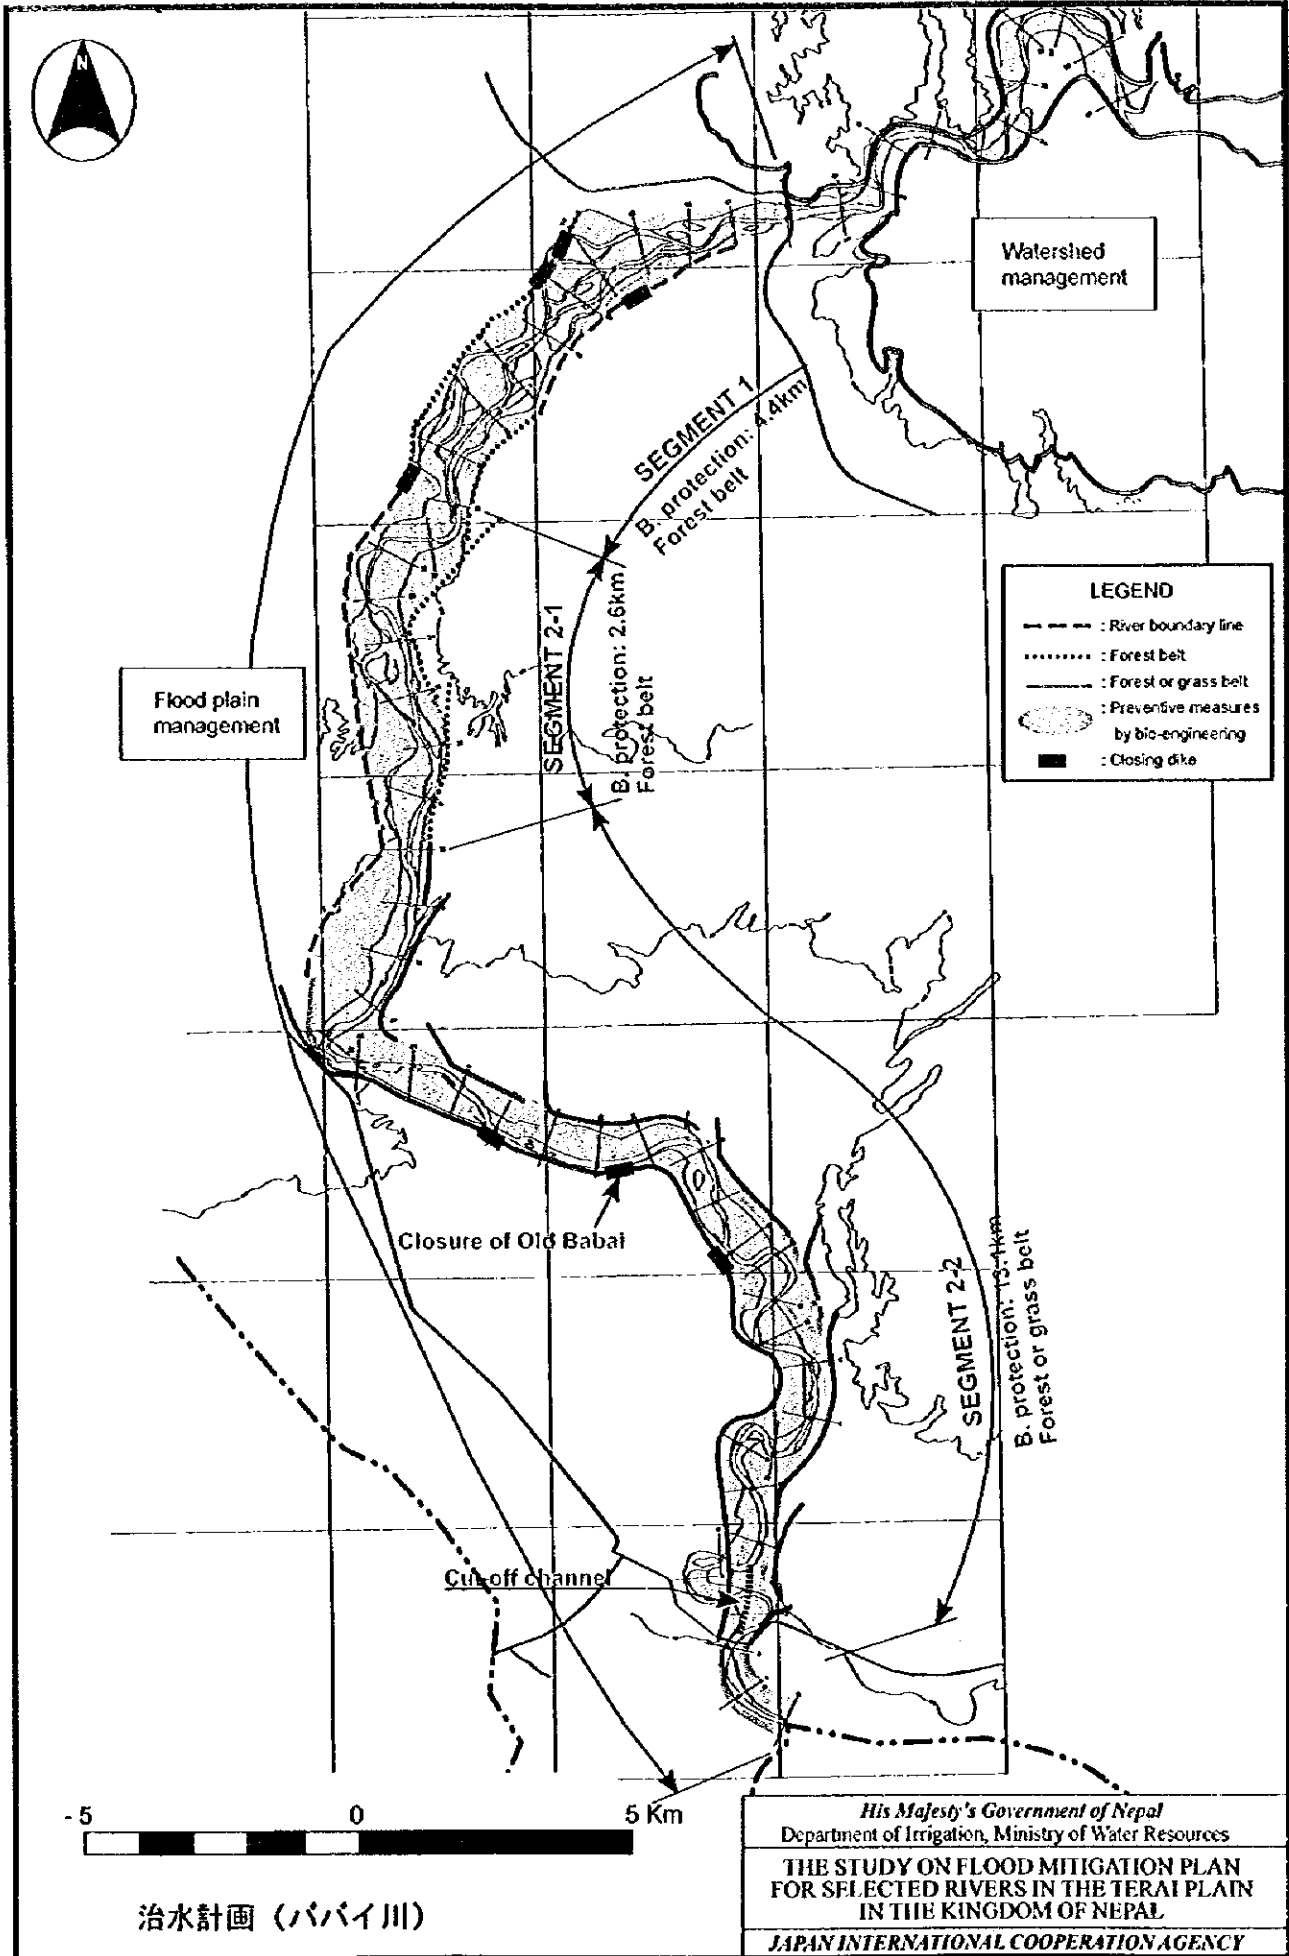 N
Watershed
management
SEGMENT 1
B. protection: 4.4km
Forest belt
LEGEND
: River boundary line
: Forest belt
: Forest or grass belt
: Preventive measures
by bio-engineering
: Closing dike
SEGMENT 2-1
B. protection: 2.6km
Forest belt
Flood plain
management
Closure of Old Babai
SEGMENT 2-2
B. protection: 13.4km
Forest or grass belt
Cut-off channel
- 5 0 5 Km
治水計画（ババイ川）
His Majesty's Government of Nepal
Department of Irrigation, Ministry of Water Resources
THE STUDY ON FLOOD MITIGATION PLAN
FOR SELECTED RIVERS IN THE TERAI PLAIN
IN THE KINGDOM OF NEPAL
JAPAN INTERNATIONAL COOPERATION AGENCY